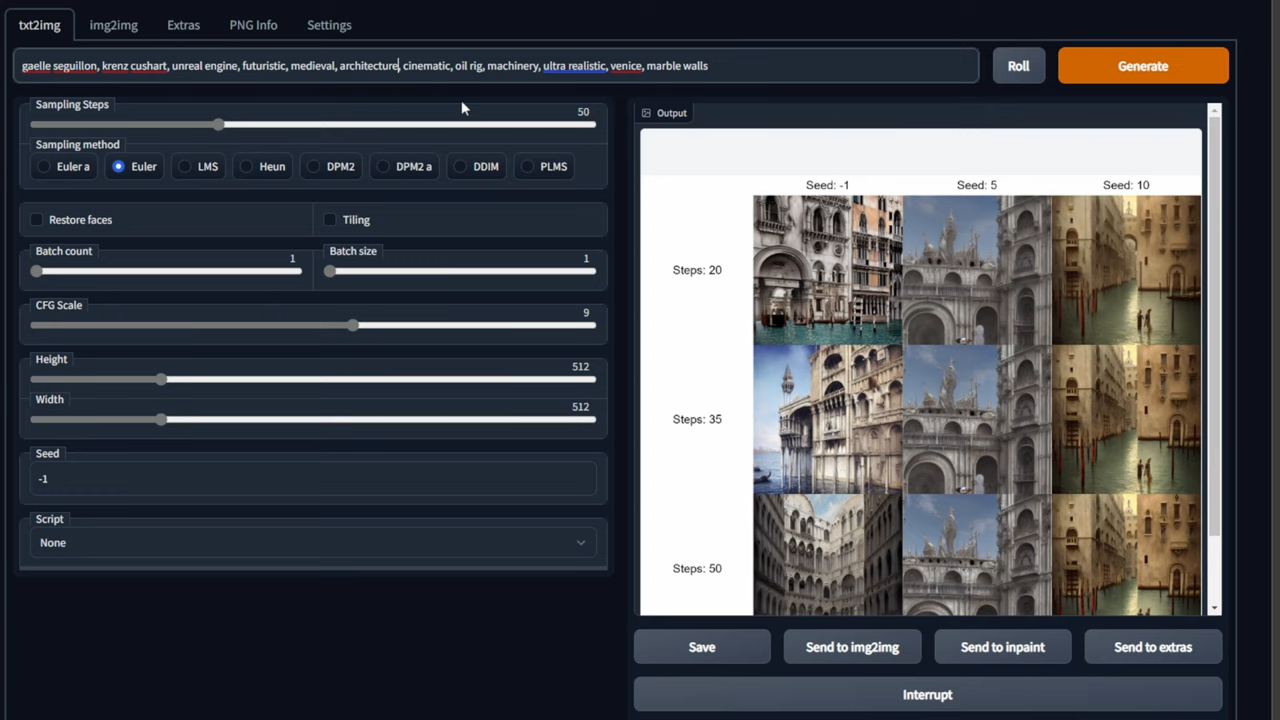 txt2img img2img Extras PNG Info Settings
gaelle seguillon, krenz cushart, unreal engine, futuristic, medieval, architecture, cinematic, oil rig, machinery, ultra realistic, venice, marble walls
Roll
Generate
Sampling Steps
50
Sampling method
Euler a Euler LMS Heun DPM2 DPM2 a DDIM PLMS
Restore faces Tiling
Batch count
1
Batch size
1
CFG Scale
9
Height
512
Width
512
Seed
-1
Script
None
Output
Seed: -1 Seed: 5 Seed: 10
Steps: 20
Steps: 35
Steps: 50
Save Send to img2img Send to inpaint Send to extras
Interrupt